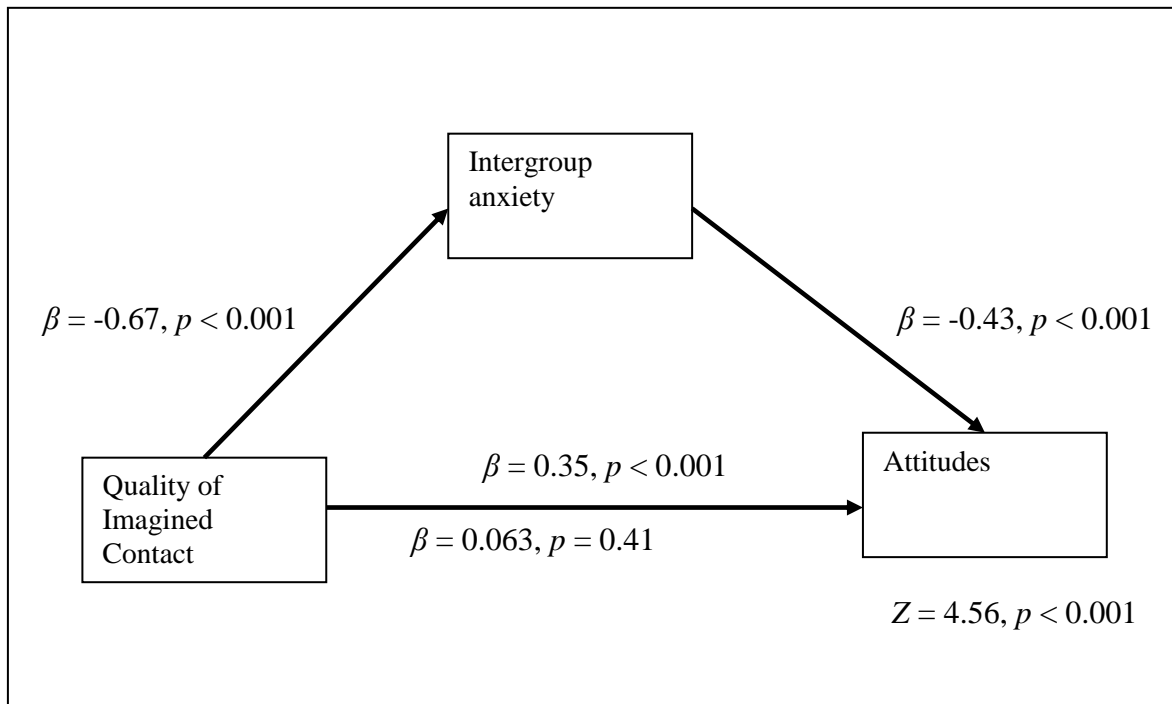 Intergroup
anxiety
β = -0.67, p < 0.001
β = -0.43, p < 0.001
β = 0.35, p < 0.001
Attitudes
Quality of
Imagined
Contact
β = 0.063, p = 0.41
Z = 4.56, p < 0.001